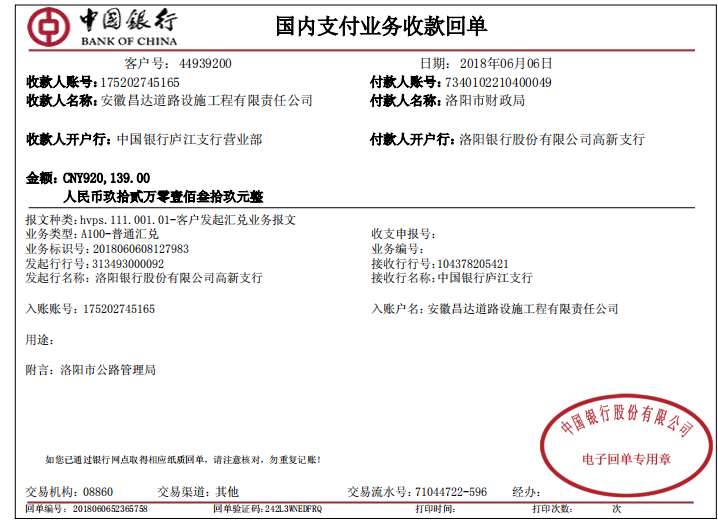 中国银行
BANK OF CHINA
国内支付业务收款回单
客户号：44939200 日期：2018年06月06日
收款人账号：175202745165 付款人账号：7340102210400049
收款人名称：安徽昌达道路设施工程有限责任公司 付款人名称：洛阳市财政局
收款人开户行：中国银行庐江支行营业部 付款人开户行：洛阳银行股份有限公司高新支行
金额：CNY920,139.00
人民币玖拾贰万零壹佰叁拾玖元整
报文种类：hvps.111.001.01-客户发起汇兑业务报文
业务类型：A100-普通汇兑 收支申报号：
业务标识号：2018060608127983 业务编号：
发起行行号：313493000092 接收行行号：104378205421
发起行名称：洛阳银行股份有限公司高新支行 接收行名称：中国银行庐江支行
入账账号：175202745165 入账户名：安徽昌达道路设施工程有限责任公司
用途：
附言：洛阳市公路管理局
中国银行股份有限公司
电子回单专用章
如您已通过银行网点取得相应纸质回单，请注意核对，勿重复记账！
交易机构：08860 交易渠道：其他 交易流水号：71044722-596 经办：
回单编号：2018060652365758 回单验证码：242L3WNEDFRQ 打印时间： 打印次数： 次